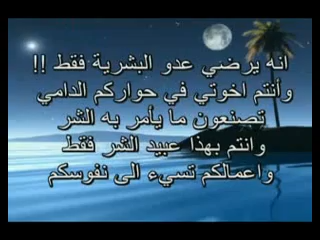 انه يرضي عدو البشرية فقط !!
وأنتم اخوتي في حواركم الدامي
تصنعون ما يأمر به الشر
وانتم بهذا عبيد الشر فقط
واعمالكم تسيء الى نفوسكم